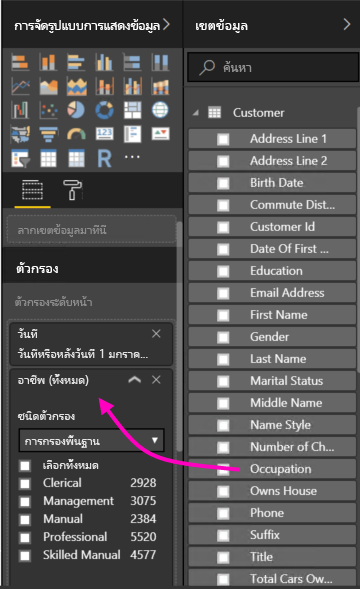 การจัดรูปแบบการแสดงข้อมูล
123
R
ลากเขตข้อมูลมาที่นี่
ตัวกรอง
ตัวกรองระดับหน้า
วันที่
วันที่หรือหลังวันที่ 1 มกราค...
อาชีพ (ทั้งหมด)
ชนิดตัวกรอง
การกรองพื้นฐาน
เลือกทั้งหมด
Clerical 2928
Management 3075
Manual 2384
Professional 5520
Skilled Manual 4577
เขตข้อมูล
ค้นหา
Customer
Address Line 1
Address Line 2
Birth Date
Commute Dist...
Customer Id
Date Of First ...
Education
Email Address
First Name
Gender
Last Name
Marital Status
Middle Name
Name Style
Number of Ch...
Occupation
Owns House
Phone
Suffix
Title
Total Cars Ow...